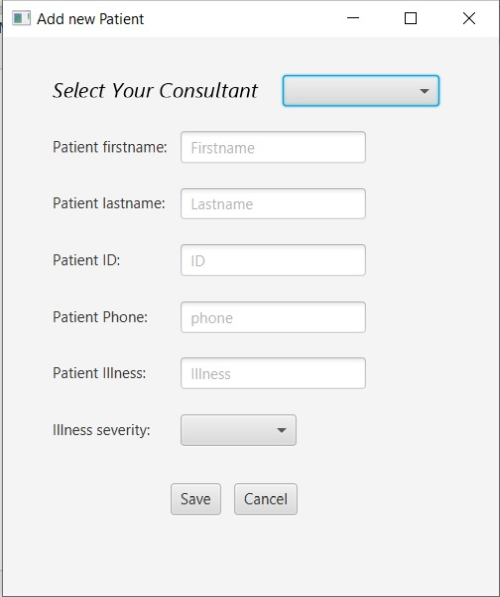 Add new Patient
Select Your Consultant
Patient firstname: Firstname
Patient lastname: Lastname
Patient ID: ID
Patient Phone: phone
Patient Illness: Illness
Illness severity:
Save Cancel